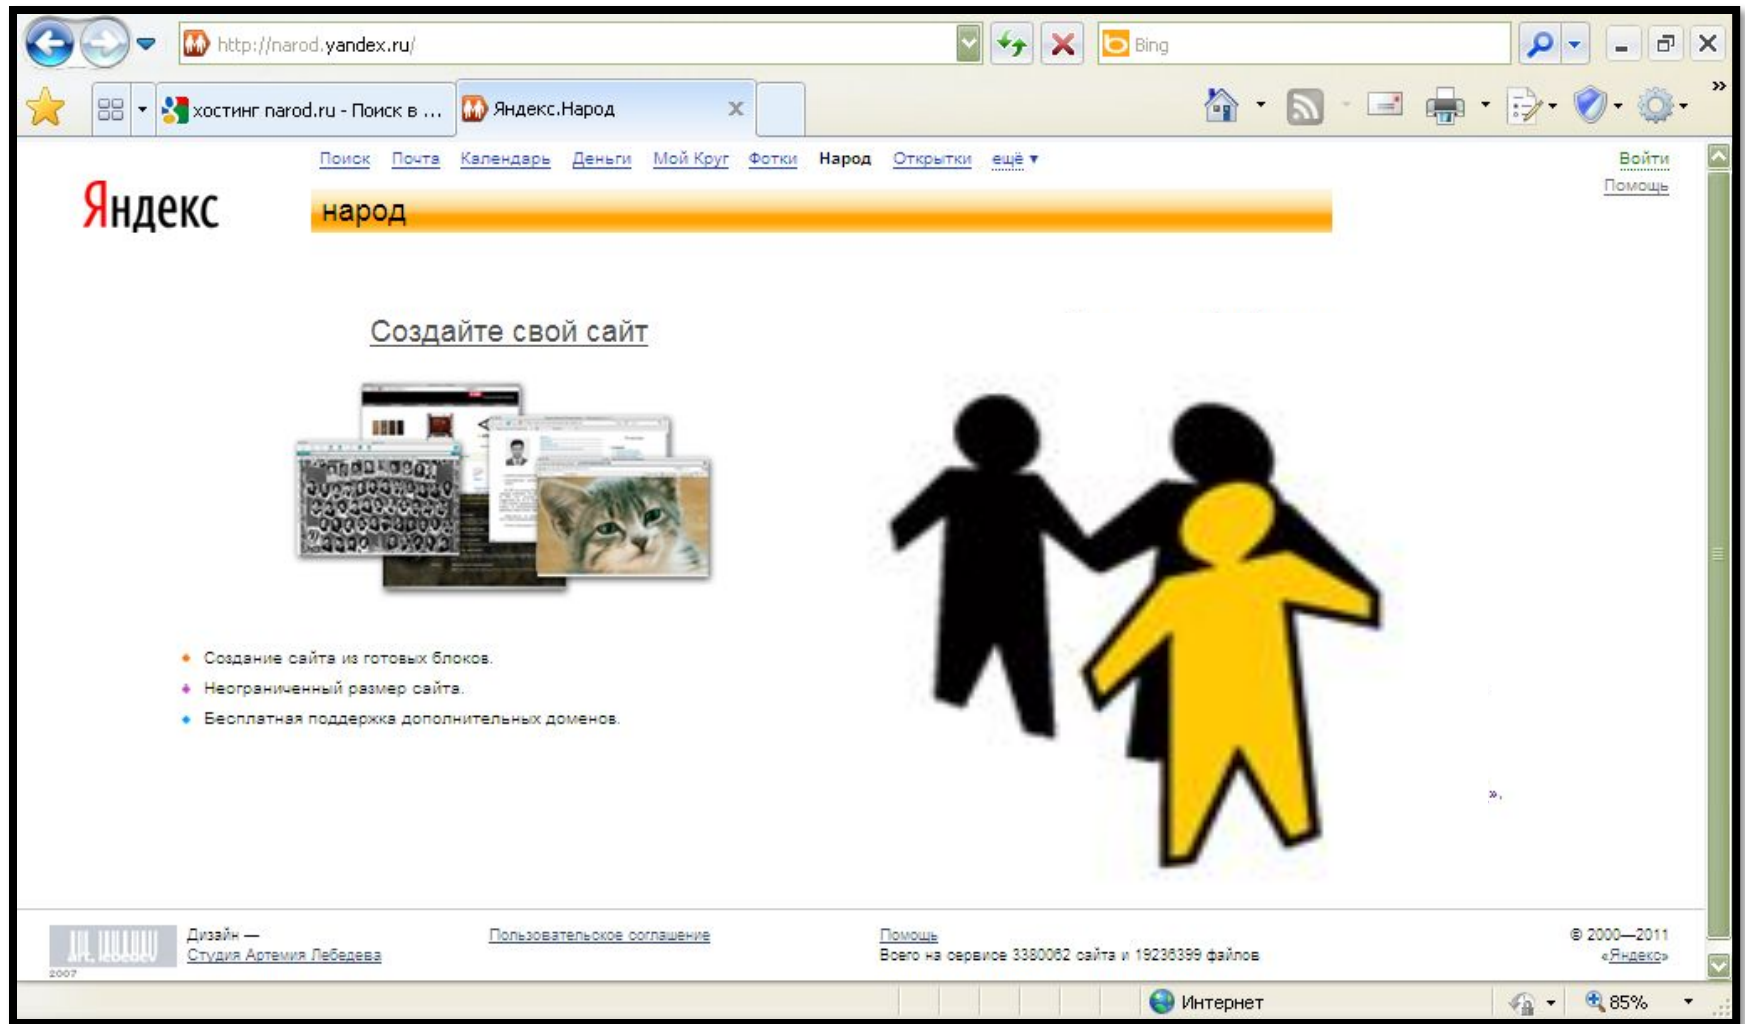 http://narod.yandex.ru/
Bing
хостинг narod.ru - Поиск в ...
Яндекс.Народ
Поиск Почта Календарь Деньги Мой Круг Фотки Народ Открытки ещё ▼
Войти
Помощь
Яндекс
народ
Создайте свой сайт
Создание сайта из готовых блоков.
Неограниченный размер сайта.
Бесплатная поддержка дополнительных доменов.
».
Дизайн —
Студия Артемия Лебедева
2007
Пользовательское соглашение
Помощь
Всего на сервисе 3380062 сайта и 19236399 файлов
© 2000—2011
«Яндекс»
Интернет
85%